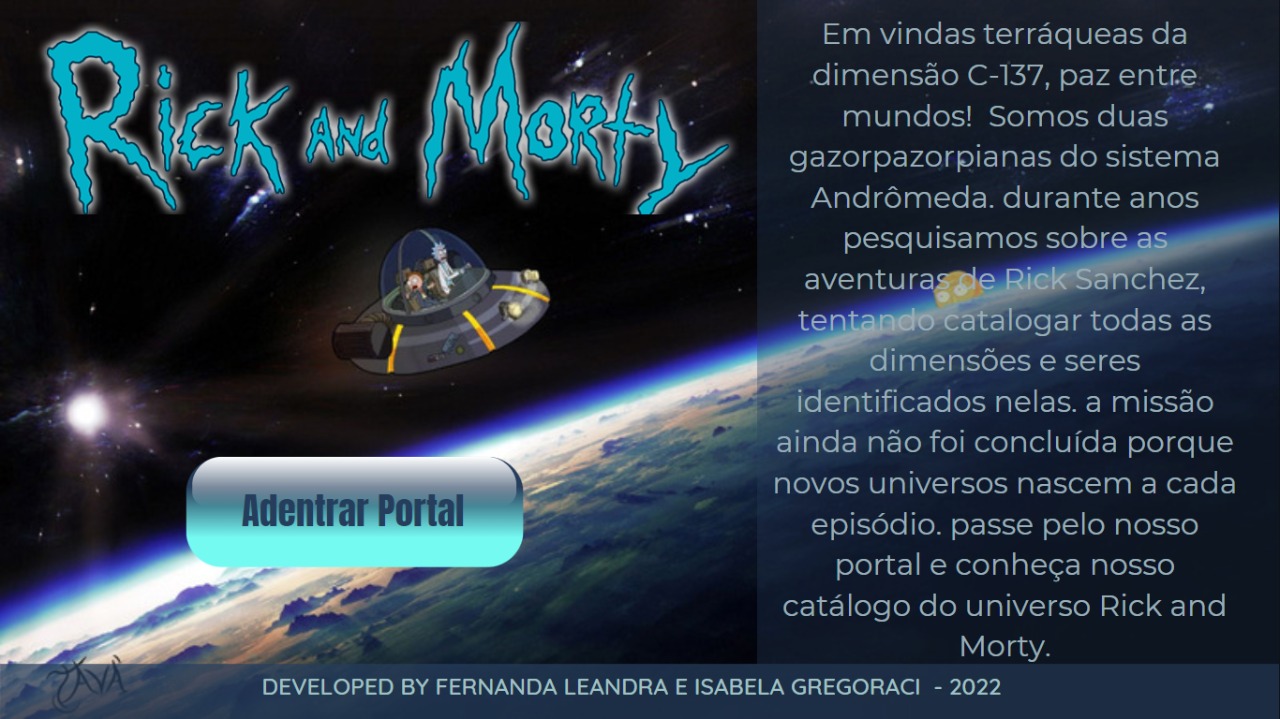 Rick and Morty
Em vindas terráqueas da
dimensão C-137, paz entre
mundos!  Somos duas
gazorpazorpianas do sistema
Andrômeda. durante anos
pesquisamos sobre as
aventuras de Rick Sanchez,
tentando catalogar todas as
dimensões e seres
identificados nelas. a missão
ainda não foi concluída porque
novos universos nascem a cada
episódio. passe pelo nosso
portal e conheça nosso
catálogo do universo Rick and
Morty.
Adentrar Portal
DEVELOPED BY FERNANDA LEANDRA E ISABELA GREGORACI  - 2022